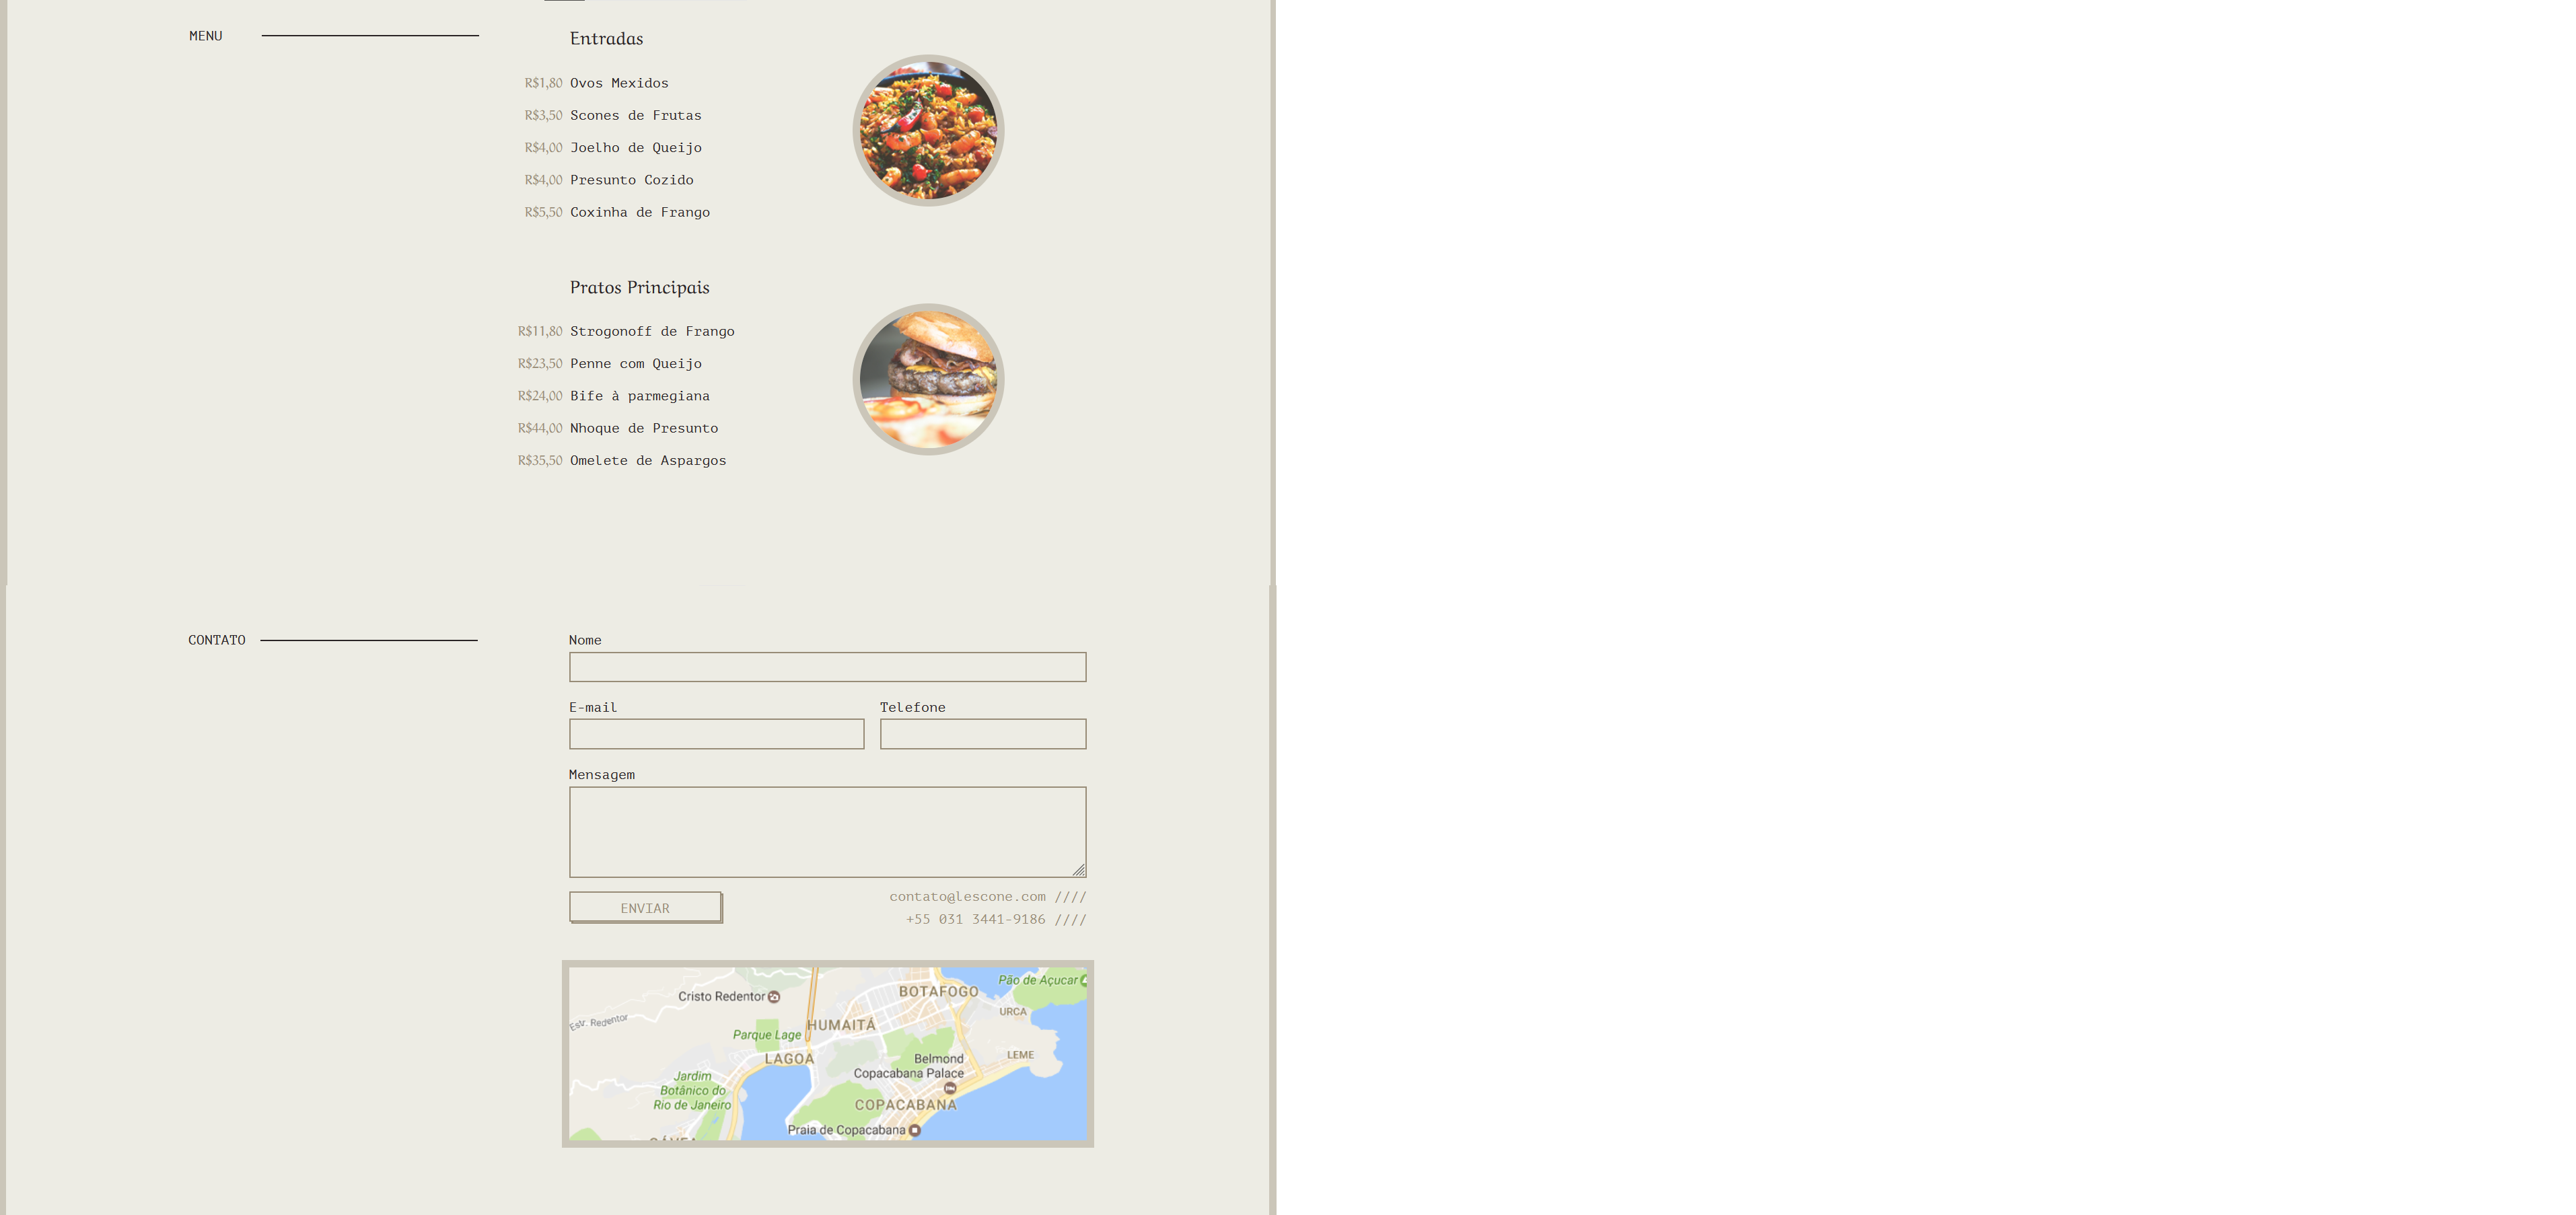 MENU
Entradas
R$1,80 Ovos Mexidos
R$3,50 Scones de Frutas
R$4,00 Joelho de Queijo
R$4,00 Presunto Cozido
R$5,50 Coxinha de Frango
Pratos Principais
R$11,80 Strogonoff de Frango
R$23,50 Penne com Queijo
R$24,00 Bife à parmegiana
R$44,00 Nhoque de Presunto
R$35,50 Omelete de Aspargos
CONTATO
Nome
E-mail
Telefone
Mensagem
ENVIAR
contato@lescone.com ////
+55 031 3441-9186 ////
Pão de Açucar
Cristo Redentor
BOTAFOGO
URCA
Estr. Redentor
HUMAITÁ
Parque Lage
LAGOA
Belmond
Copacabana Palace
LEME
Jardim
Botânico do
Rio de Janeiro
COPACABANA
Praia de Copacabana